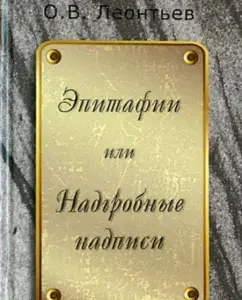 О.В. Леонтьев
Эпитафии
или
Надгробные
надписи